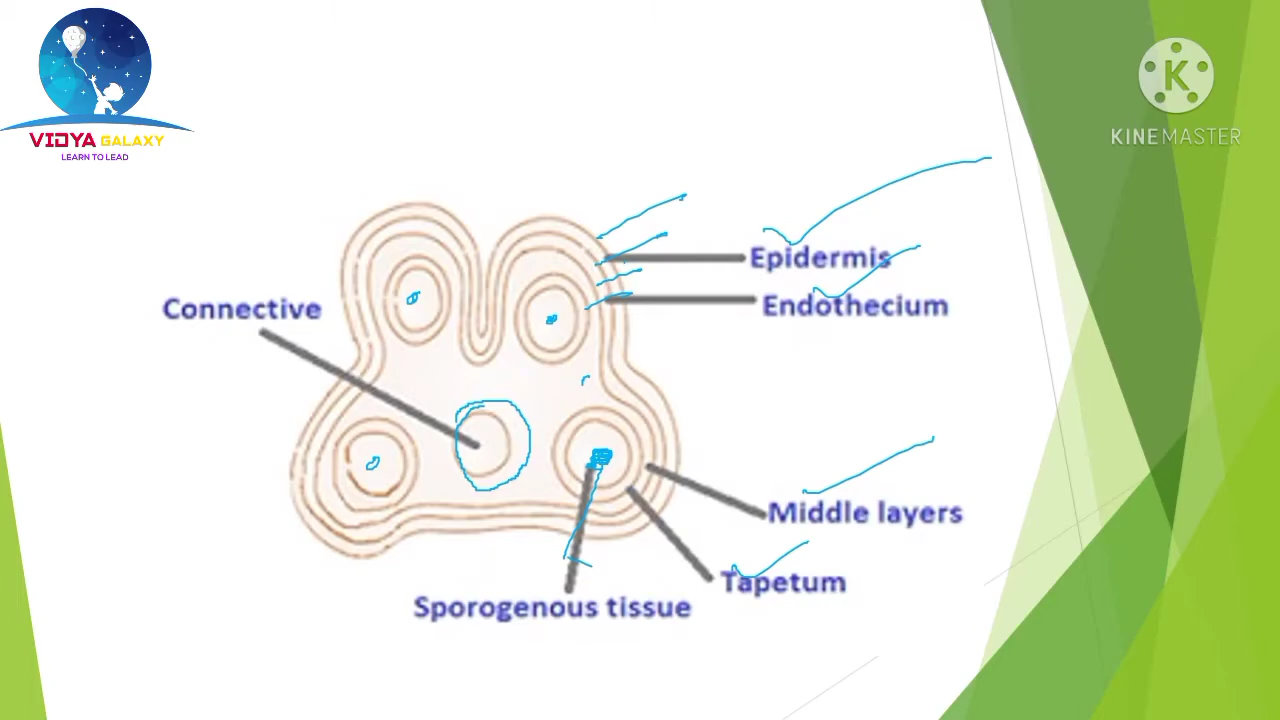 VIDYA GALAXY
LEARN TO LEAD
K
KINEMASTER
Epidermis
Connective
Endothecium
Middle layers
Tapetum
Sporogenous tissue